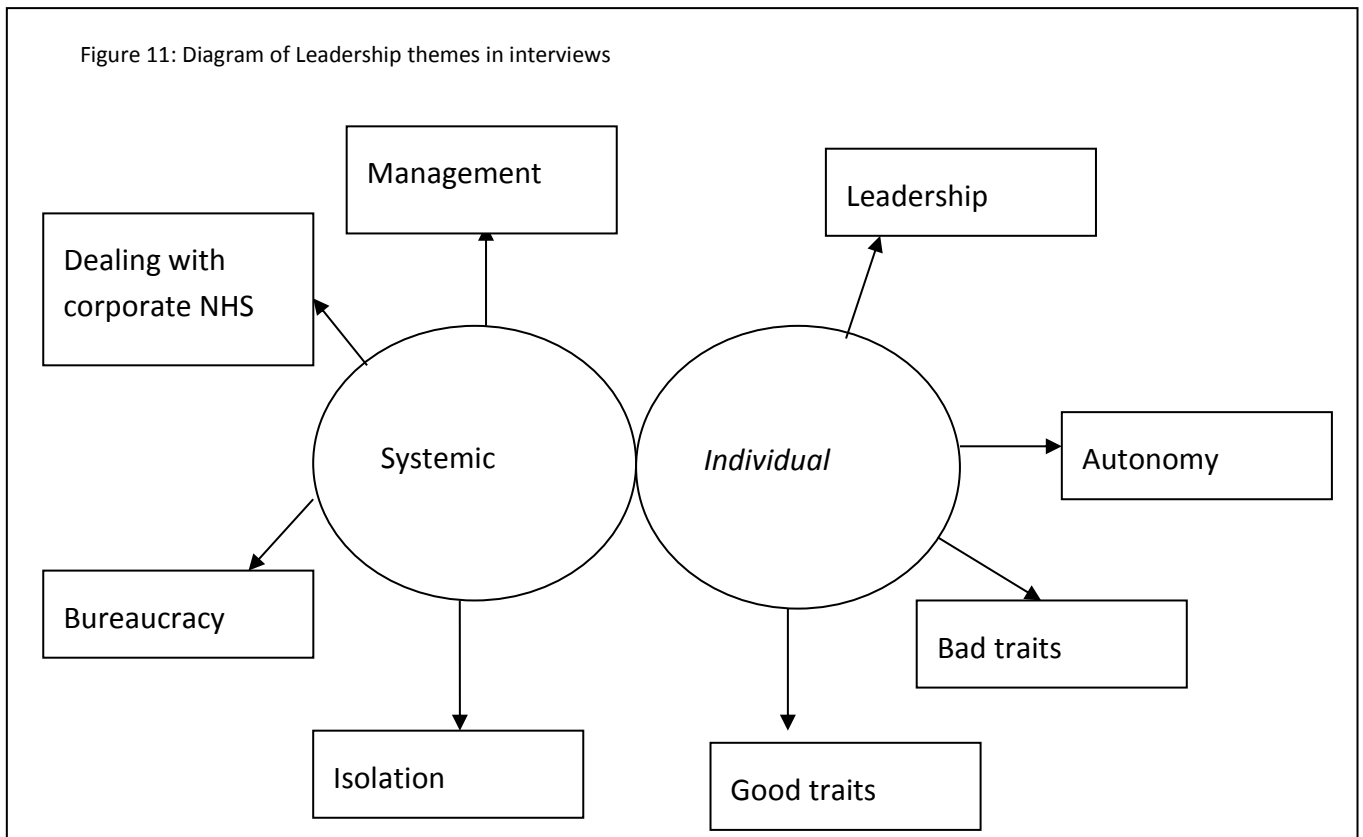 Figure 11: Diagram of Leadership themes in interviews
Management
Leadership
Dealing with
corporate NHS
Systemic
Individual
Autonomy
Bureaucracy
Bad traits
Isolation
Good traits